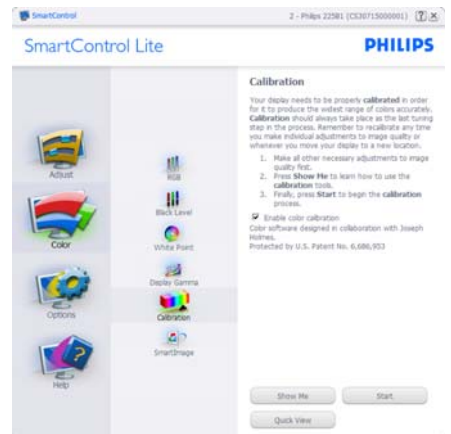 SmartControl
2 - Philips 225B1 (CS30715000001)
SmartControl Lite
PHILIPS
Adjust
Color
Options
Help
RGB
Black Level
White Point
Display Gamma
Calibration
SmartImage
Calibration
Your display needs to be properly calibrated in order
for it to produce the widest range of colors accurately.
Calibration should always take place as the last tuning
step in the process. Remember to recalibrate any time
you make individual adjustments to image quality or
whenever you move your display to a new location.
1. Make all other necessary adjustments to image
quality first.
2. Press Show Me to learn how to use the
calibration tools.
3. Finally, press Start to begin the calibration
process.
Enable color calbration
Color software designed in collaboration with Joseph
Holmes.
Protected by U.S. Patent No. 6,686,953
Show Me
Start
Quick View